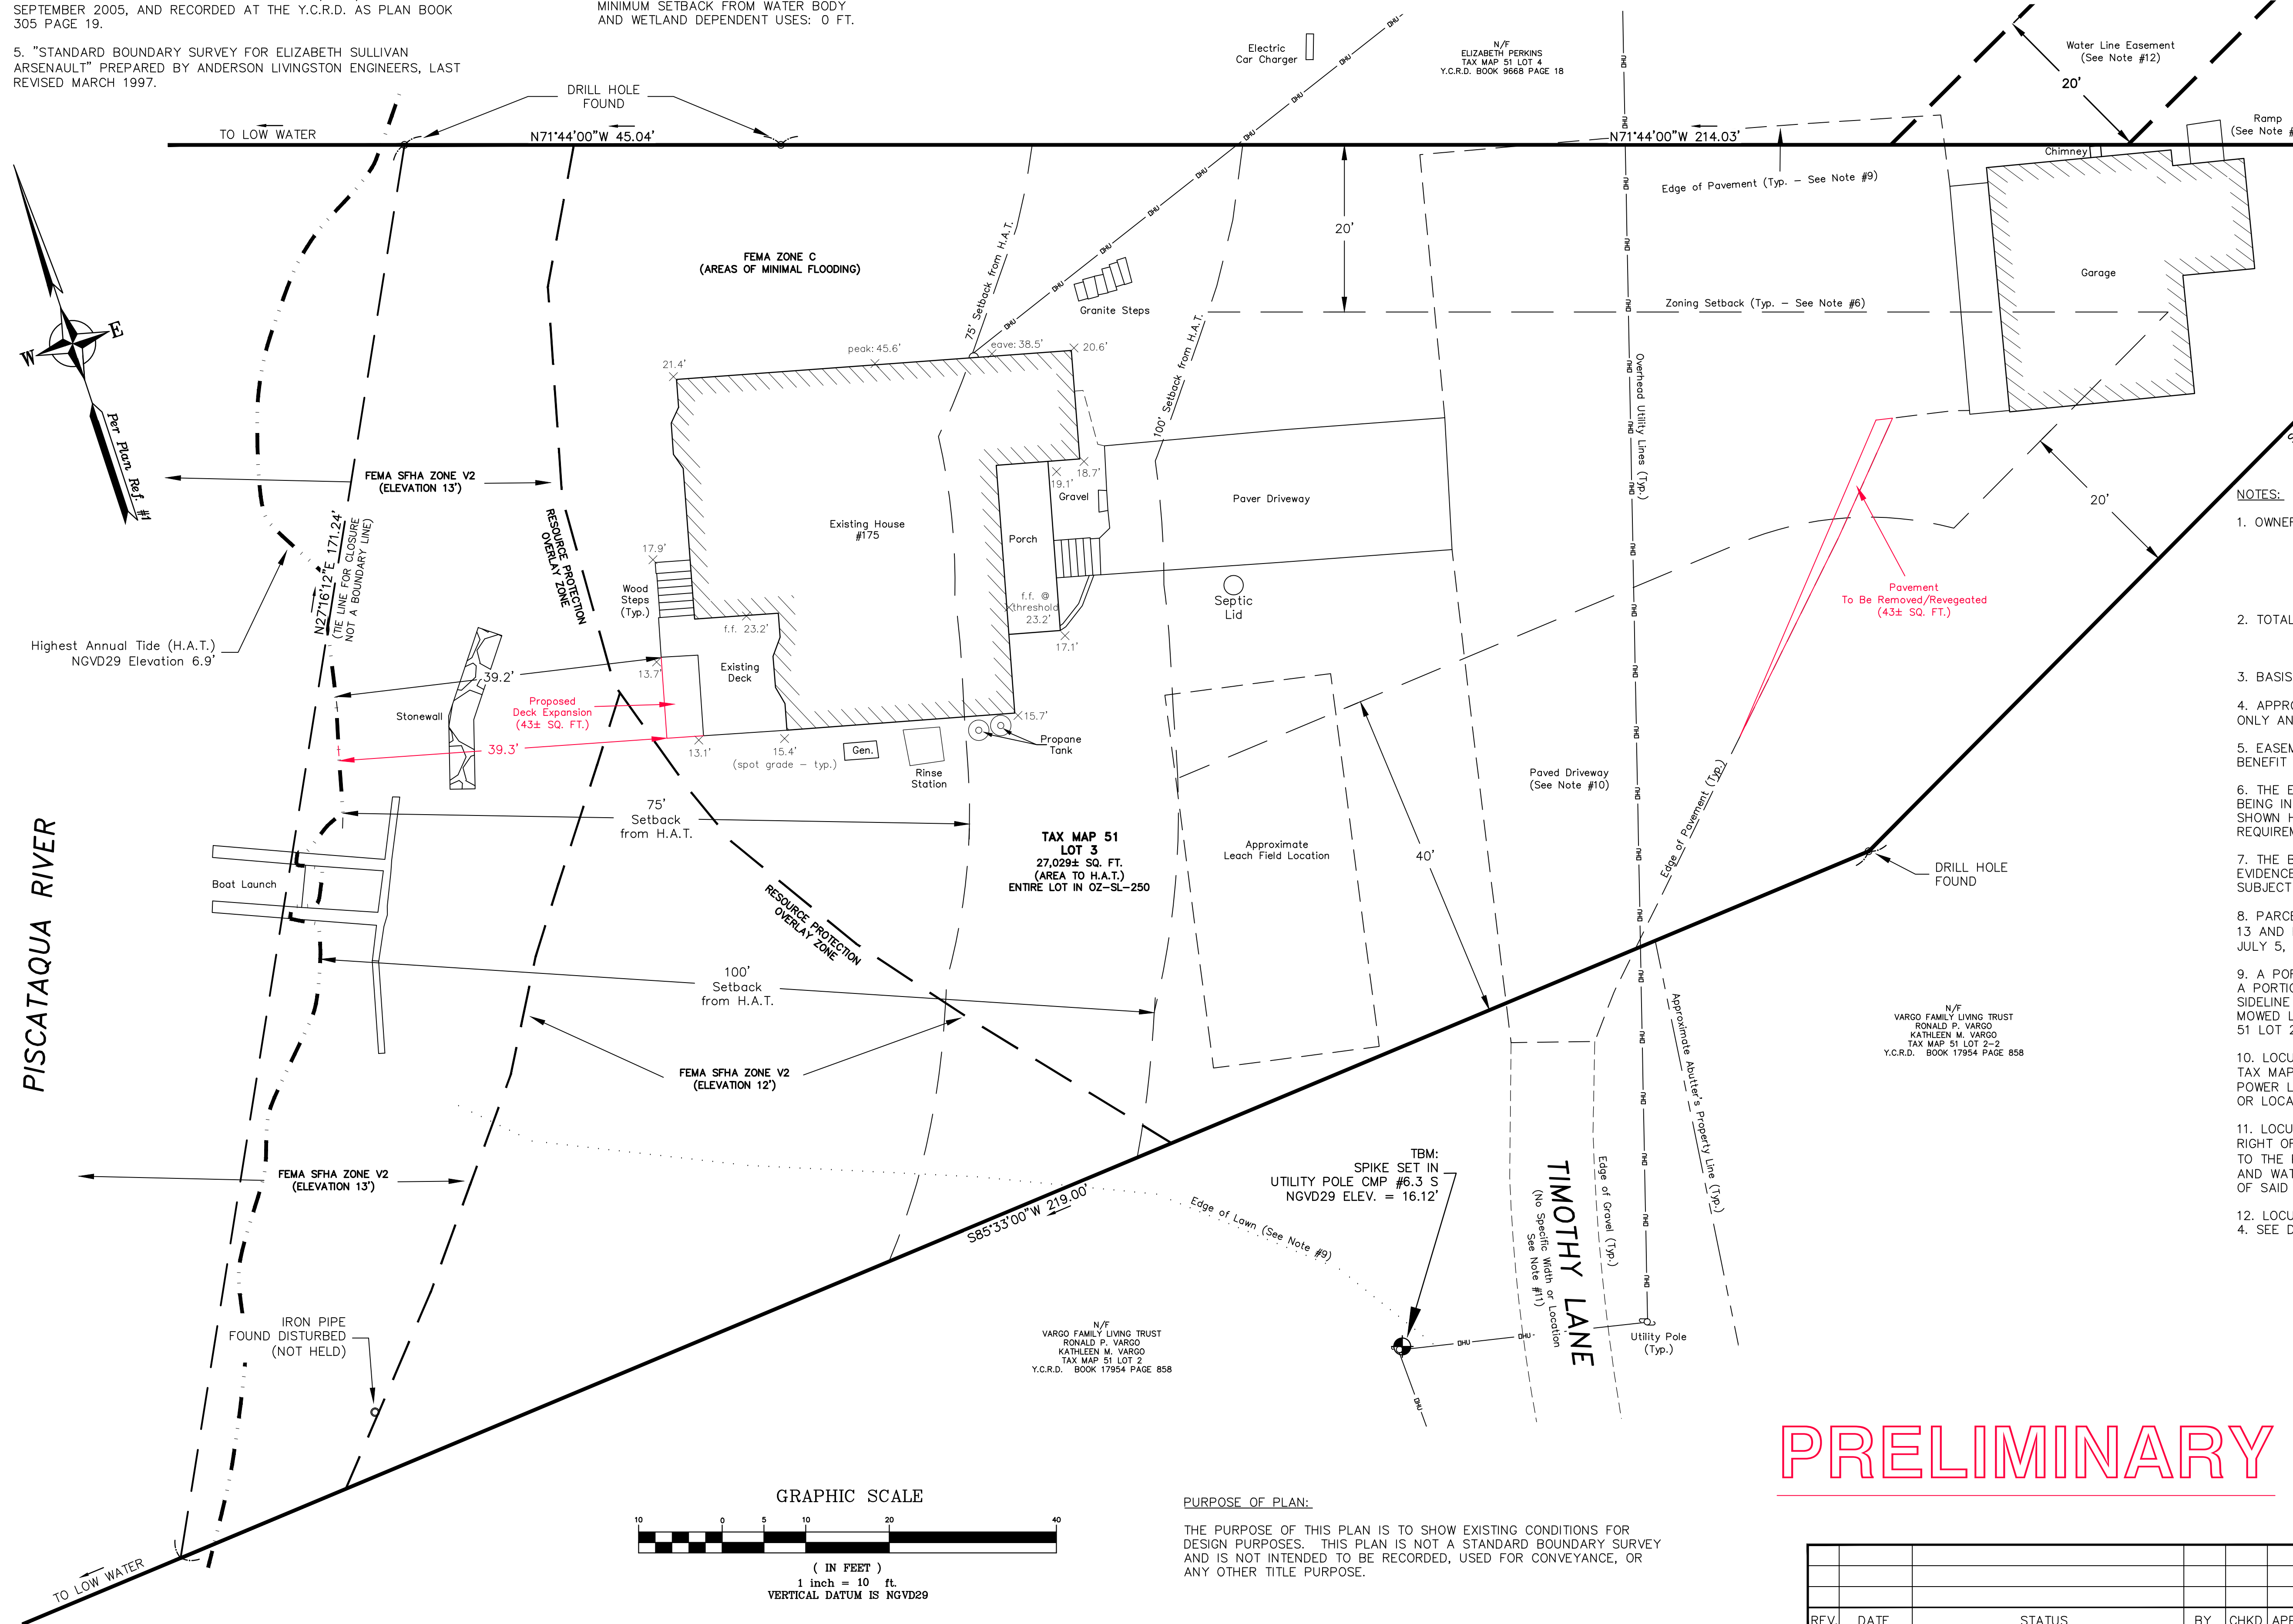 SEPTEMBER 2005, AND RECORDED AT THE Y.C.R.D. AS PLAN BOOK
305 PAGE 19.
5. "STANDARD BOUNDARY SURVEY FOR ELIZABETH SULLIVAN
ARSENAULT" PREPARED BY ANDERSON LIVINGSTON ENGINEERS, LAST
REVISED MARCH 1997.
MINIMUM SETBACK FROM WATER BODY
AND WETLAND DEPENDENT USES: 0 FT.
DRILL HOLE
FOUND
TO LOW WATER
N71°44'00"W 45.04'
Electric
Car Charger
N/F
ELIZABETH PERKINS
TAX MAP 51 LOT 4
Y.C.R.D. BOOK 9668 PAGE 18
N71°44'00"W 214.03'
Water Line Easement
(See Note #12)
20'
Ramp
(See Note #
Chimney
Edge of Pavement (Typ. - See Note #9)
20'
FEMA ZONE C
(AREAS OF MINIMAL FLOODING)
75' Setback from H.A.T.
100' Setback from H.A.T.
OHU
Granite Steps
Zoning Setback (Typ. - See Note #6)
Garage
W
E
Per Plan Ref. #1
21.4'
peak: 45.6'
eave: 38.5'
20.6'
Overhead Utility Lines (Typ.)
FEMA SFHA ZONE V2
(ELEVATION 13')
RESOURCE PROTECTION
OVERLAY ZONE
N27°16'12"E 171.24'
(TIE LINE FOR CLOSURE
NOT A BOUNDARY LINE)
Existing House
#175
18.7'
19.1'
Gravel
Porch
Paver Driveway
20'
Highest Annual Tide (H.A.T.)
NGVD29 Elevation 6.9'
17.9'
Wood
Steps
(Typ.)
f.f. 23.2'
f.f. @
threshold
23.2'
17.1'
Septic
Lid
Pavement
To Be Removed/Revegeated
(43± SQ. FT.)
39.2'
13.7'
Existing
Deck
Proposed
Deck Expansion
(43± SQ. FT.)
Stonewall
39.3'
13.1'
15.4'
(spot grade - typ.)
Gen.
Rinse
Station
15.7'
Propane
Tank
Paved Driveway
(See Note #10)
Edge of Pavement (Typ.)
75'
Setback
from H.A.T.
TAX MAP 51
LOT 3
27,029± SQ. FT.
(AREA TO H.A.T.)
ENTIRE LOT IN OZ-SL-250
Approximate
Leach Field Location
40'
DRILL HOLE
FOUND
PISCATAQUA RIVER
Boat Launch
RESOURCE PROTECTION
OVERLAY ZONE
100'
Setback
from H.A.T.
FEMA SFHA ZONE V2
(ELEVATION 12')
FEMA SFHA ZONE V2
(ELEVATION 13')
N/F
VARGO FAMILY LIVING TRUST
RONALD P. VARGO
KATHLEEN M. VARGO
TAX MAP 51 LOT 2-2
Y.C.R.D. BOOK 17954 PAGE 858
Approximate Abutter's Property Line (Typ.)
S85°33'00"W 219.00'
Edge of Lawn (See Note #9)
TBM:
SPIKE SET IN
UTILITY POLE CMP #6.3 S
NGVD29 ELEV. = 16.12'
TIMOTHY LANE
(No Specific Width or Location
See Note #11)
Edge of Gravel (Typ.)
Utility Pole
(Typ.)
IRON PIPE
FOUND DISTURBED
(NOT HELD)
N/F
VARGO FAMILY LIVING TRUST
RONALD P. VARGO
KATHLEEN M. VARGO
TAX MAP 51 LOT 2
Y.C.R.D. BOOK 17954 PAGE 858
TO LOW WATER
NOTES:
1. OWNER
2. TOTAL
3. BASIS
4. APPRO
ONLY AN
5. EASEM
BENEFIT
6. THE E
BEING IN
SHOWN H
REQUIREM
7. THE B
EVIDENCE
SUBJECT
8. PARCE
13 AND
JULY 5,
9. A POR
A PORTIO
SIDELINE
MOWED L
51 LOT 2
10. LOCU
TAX MAP
POWER L
OR LOCA
11. LOCU
RIGHT OF
TO THE
AND WAT
OF SAID
12. LOCU
4. SEE D
GRAPHIC SCALE
10 0 5 10 20 40
( IN FEET )
1 inch = 10 ft.
VERTICAL DATUM IS NGVD29
PURPOSE OF PLAN:
THE PURPOSE OF THIS PLAN IS TO SHOW EXISTING CONDITIONS FOR
DESIGN PURPOSES. THIS PLAN IS NOT A STANDARD BOUNDARY SURVEY
AND IS NOT INTENDED TO BE RECORDED, USED FOR CONVEYANCE, OR
ANY OTHER TITLE PURPOSE.
PRELIMINARY
REV. DATE STATUS BY CHKD APP